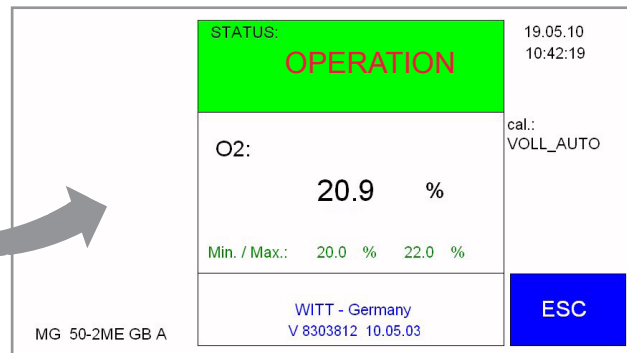 STATUS:
OPERATION
19.05.10
10:42:19
cal.:
VOLL_AUTO
O2:
20.9 %
Min. / Max.: 20.0 % 22.0 %
WITT - Germany
V 8303812 10.05.03
ESC
MG 50-2ME GB A